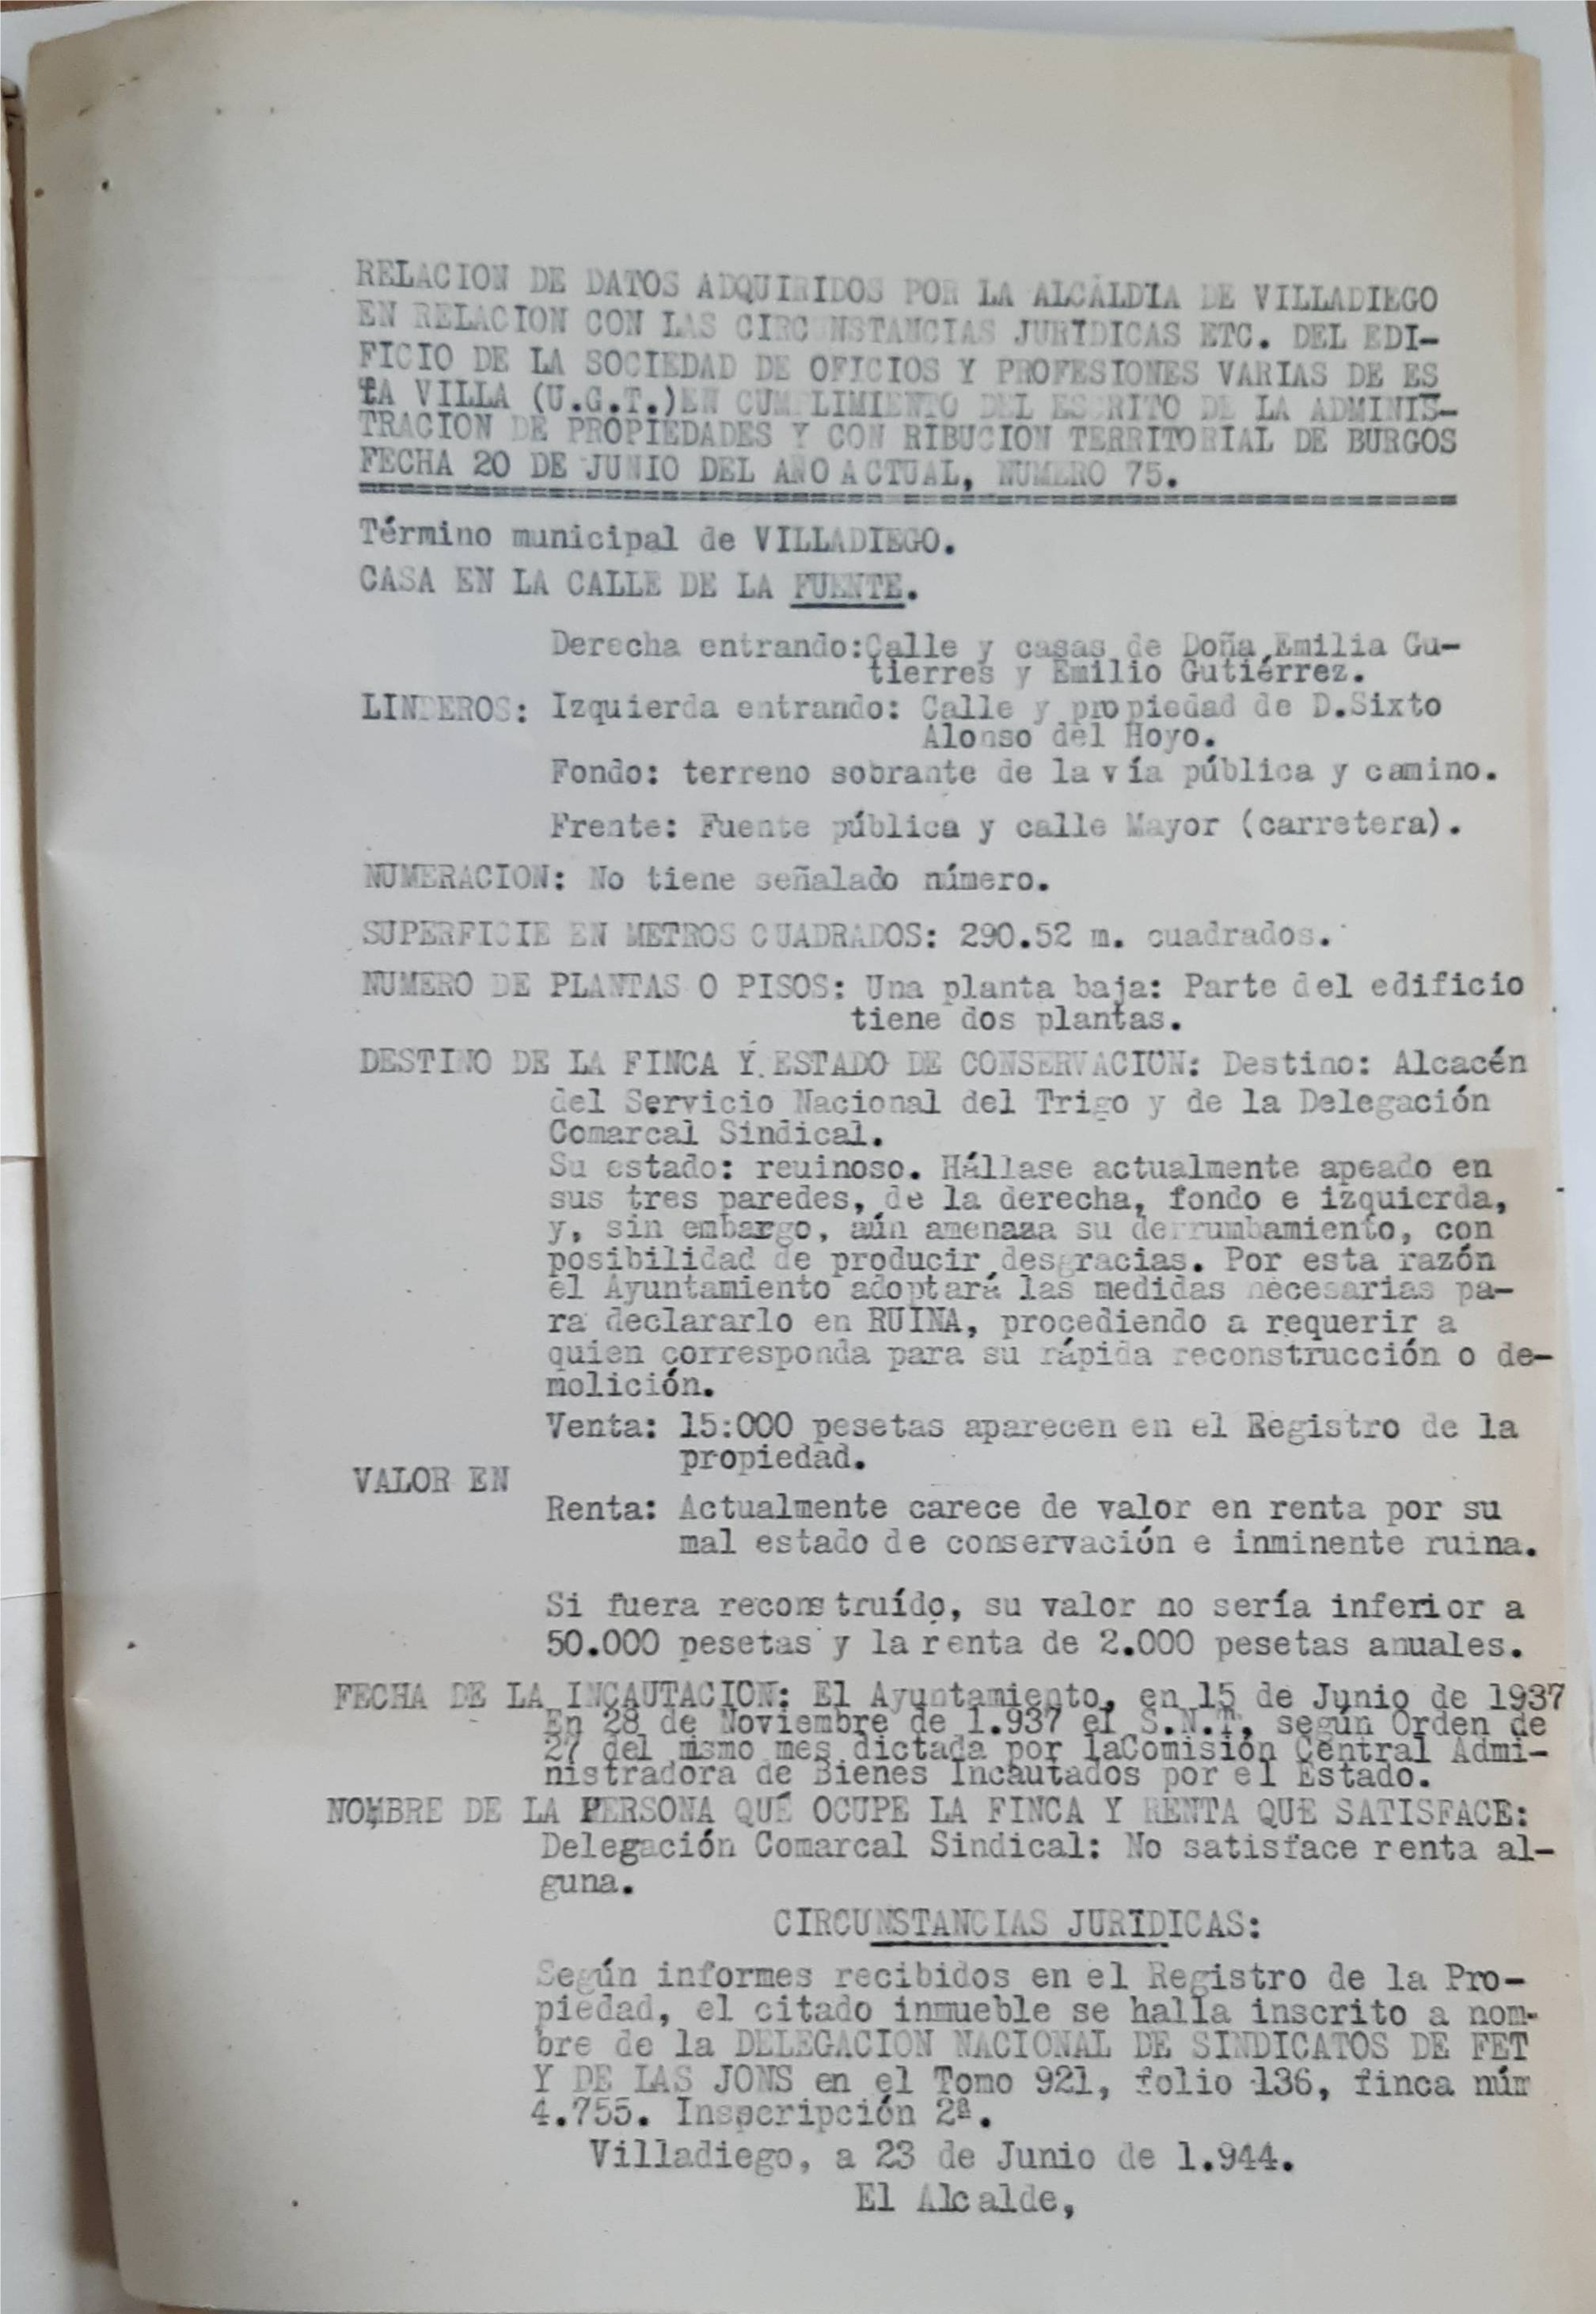 RELACION DE DATOS ADQUIRIDOS POR LA ALCALDIA DE VILLADIEGO
EN RELACION CON LAS CIRCUNSTANCIAS JURIDICAS ETC. DEL EDI-
FICIO DE LA SOCIEDAD DE OFICIOS Y PROFESIONES VARIAS DE ES
TA VILLA (U.G.T.)EN CUMPLIMIENTO DEL ESCRITO DE LA ADMINIS-
TRACION DE PROPIEDADES Y CON RIBUCION TERRITORIAL DE BURGOS
FECHA 20 DE JUNIO DEL AÑO ACTUAL, NUMERO 75.
Término municipal de VILLADIEGO.
CASA EN LA CALLE DE LA FUENTE.
Derecha entrando:Calle y casas de Doña Emilia Gu-
tierres y Emilio Gutiérrez.
LINDEROS: Izquierda entrando: Calle y propiedad de D.Sixto
Alonso del Hoyo.
Fondo: terreno sobrante de la vía pública y camino.
Frente: Fuente pública y calle Mayor (carretera).
NUMERACION: No tiene señalado número.
SUPERFICIE EN METROS CUADRADOS: 290.52 m. cuadrados.
NUMERO DE PLANTAS O PISOS: Una planta baja: Parte del edificio
tiene dos plantas.
DESTINO DE LA FINCA Y ESTADO DE CONSERVACION: Destino: Alcacén
del Servicio Nacional del Trigo y de la Delegación
Comarcal Sindical.
Su estado: reuinoso. Hállase actualmente apeado en
sus tres paredes, de la derecha, fondo e izquierda,
y, sin embargo, aún amenaza su derrumbamiento, con
posibilidad de producir desgracias. Por esta razón
el Ayuntamiento adoptará las medidas necesarias pa-
ra declararlo en RUINA, procediendo a requerir a
quien corresponda para su rápida reconstrucción o de-
molición.
Venta: 15:000 pesetas aparecen en el Registro de la
propiedad.
VALOR EN
Renta: Actualmente carece de valor en renta por su
mal estado de conservación e inminente ruina.
Si fuera reconstruído, su valor no sería inferior a
50.000 pesetas y la renta de 2.000 pesetas anuales.
FECHA DE LA INCAUTACION: El Ayuntamiento, en 15 de Junio de 1937
En 28 de Noviembre de 1.937 el S.N.T, según Orden de
27 del mismo mes dictada por laComisión Central Admi-
nistradora de Bienes Incautados por el Estado.
NOMBRE DE LA PERSONA QUE OCUPE LA FINCA Y RENTA QUE SATISFACE:
Delegación Comarcal Sindical: No satisface renta al-
guna.
CIRCUNSTANCIAS JURIDICAS:
Según informes recibidos en el Registro de la Pro-
piedad, el citado inmueble se halla inscrito a nom-
bre de la DELEGACION NACIONAL DE SINDICATOS DE FET
Y DE LAS JONS en el Tomo 921, folio 136, finca núm
4.755. Insscripción 2ª.
Villadiego, a 23 de Junio de 1.944.
El Alcalde,